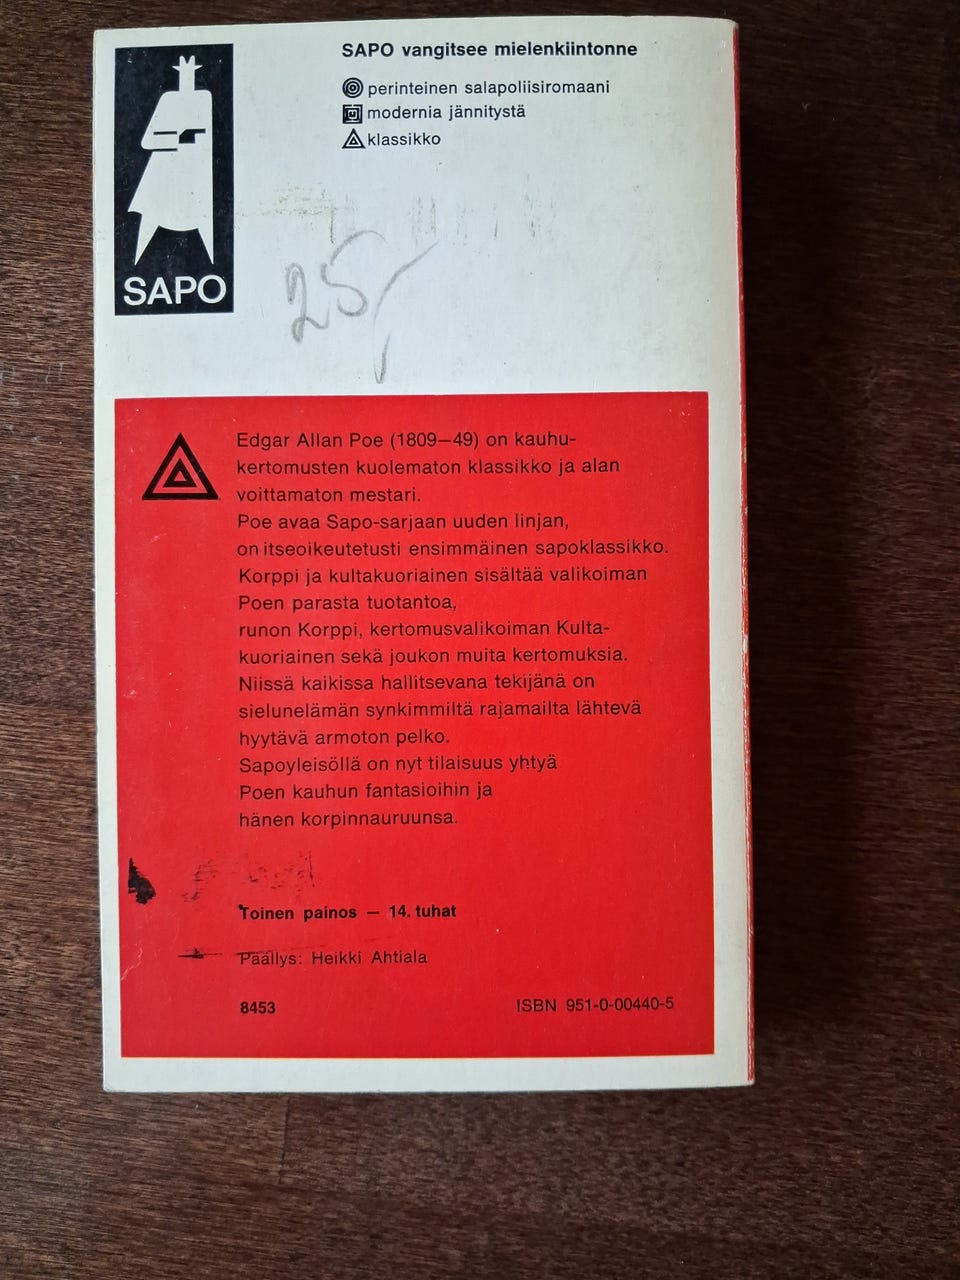 SAPO vangitsee mielenkiintonne
perinteinen salapoliisiromaani
modernia jännitystä
klassikko
SAPO
25,-
Edgar Allan Poe (1809—49) on kauhu-
kertomusten kuolematon klassikko ja alan
voittamaton mestari.
Poe avaa Sapo-sarjaan uuden linjan,
on itseoikeutetusti ensimmäinen sapoklassikko.
Korppi ja kultakuoriainen sisältää valikoiman
Poen parasta tuotantoa,
runon Korppi, kertomusvalikoiman Kulta-
kuoriainen sekä joukon muita kertomuksia.
Niissä kaikissa hallitsevana tekijänä on
sielunelämän synkimmiltä rajamailta lähtevä
hyytävä armoton pelko.
Sapoyleisöllä on nyt tilaisuus yhtyä
Poen kauhun fantasioihin ja
hänen korpinnauruunsa.
Toinen painos — 14. tuhat
Päällys: Heikki Ahtiala
8453
ISBN 951-0-00440-5